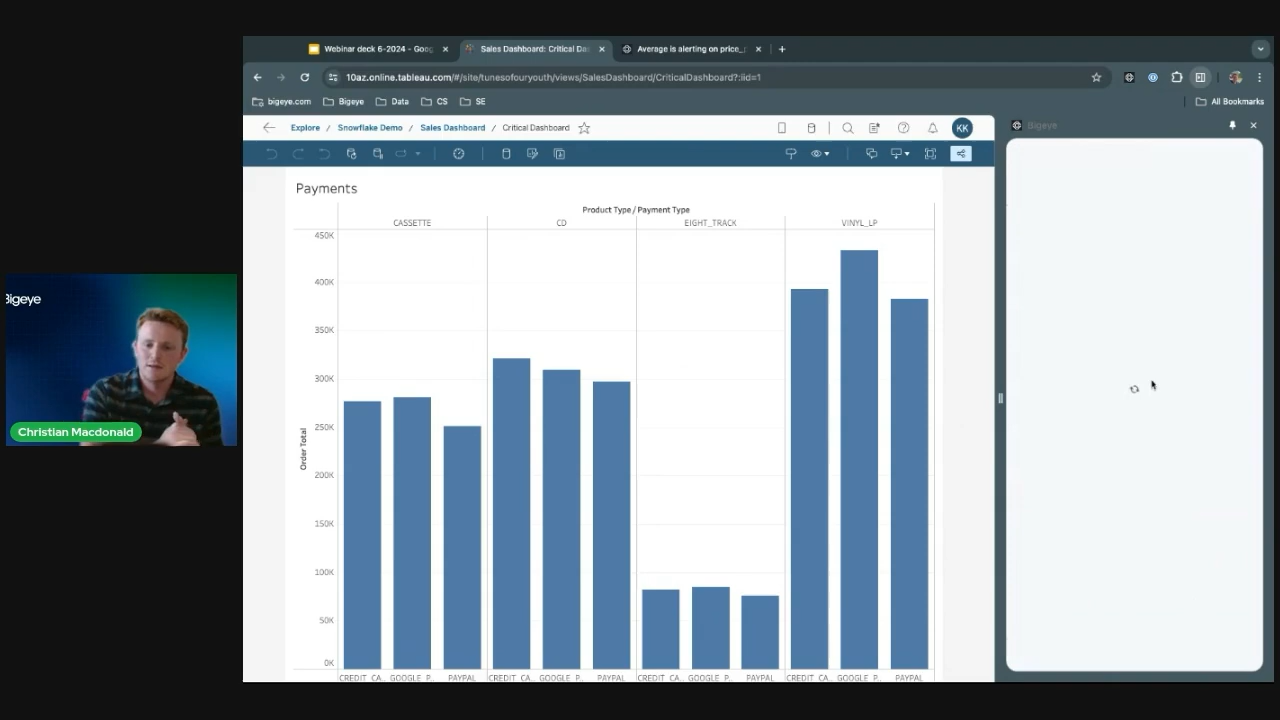 Webinar deck 6-2024 - Goo
Sales Dashboard: Critical Da
Average is alerting on price_
10az.online.tableau.com/#/site/tunesofouryouth/views/SalesDashboard/CriticalDashboard?:iid=1
bigeye.com
Bigeye
Data
CS
SE
All Bookmarks
Explore / Snowflake Demo / Sales Dashboard / Critical Dashboard
KK
Bigeye
Payments
Product Type / Payment Type
CASSETTE
CD
EIGHT_TRACK
VINYL_LP
450K
400K
350K
300K
250K
200K
150K
100K
50K
0K
Order Total
CREDIT_CA..
GOOGLE_P..
PAYPAL
CREDIT_CA..
GOOGLE_P..
PAYPAL
CREDIT_CA..
GOOGLE_P..
PAYPAL
CREDIT_CA..
GOOGLE_P..
PAYPAL
Bigeye
Christian Macdonald